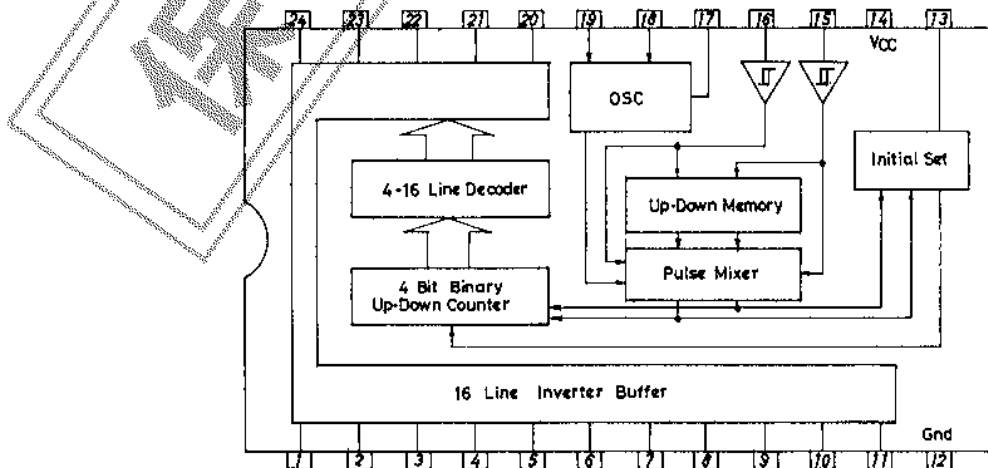 24 23 22 21 20 19 18 17 16 15 14 13
VCC
OSC
Initial Set
4-16 Line Decoder
Up-Down Memory
Pulse Mixer
4 Bit Binary
Up-Down Counter
16 Line Inverter Buffer
Gnd
1 2 3 4 5 6 7 8 9 10 11 12